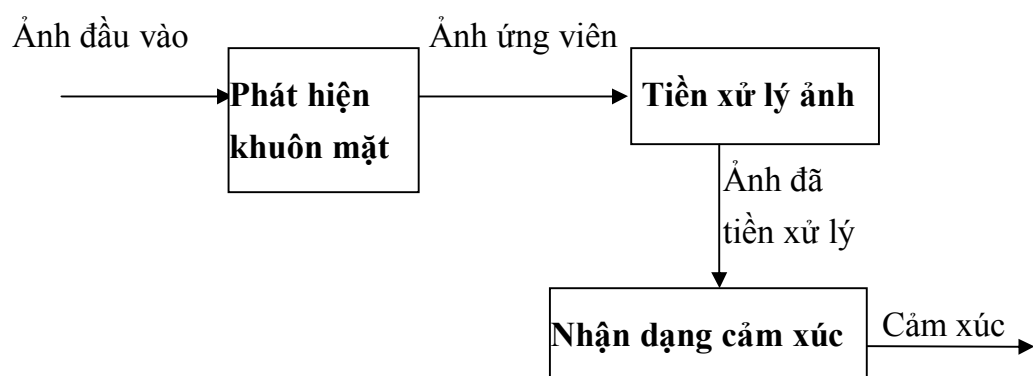 Ảnh đầu vào
Phát hiện
khuôn mặt
Ảnh ứng viên
Tiền xử lý ảnh
Ảnh đã
tiền xử lý
Nhận dạng cảm xúc
Cảm xúc